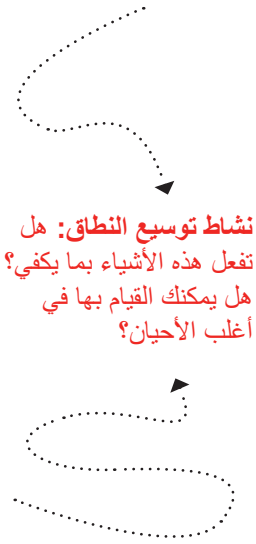 نشاط توسيع النطاق: هل
تفعل هذه الأشياء بما يكفي؟
هل يمكنك القيام بها في
أغلب الأحيان؟